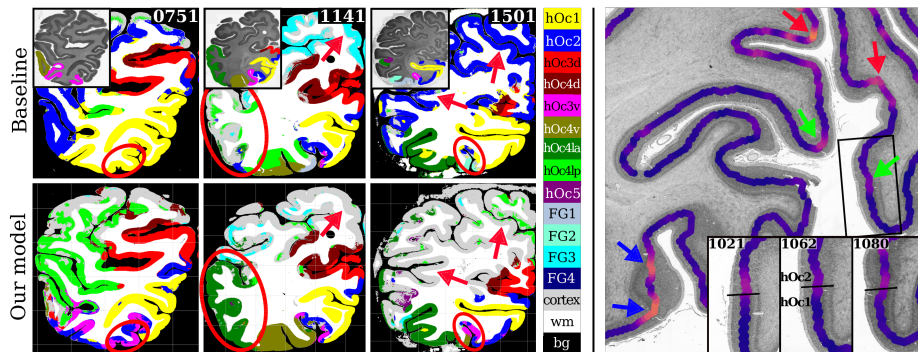 Baseline
0751
1141
1501
Our model
hOc1
hOc2
hOc3d
hOc4d
hOc3v
hOc4v
hOc4la
hOc4lp
hOc5
FG1
FG2
FG3
FG4
cortex
wm
bg
1021
1062
1080
hOc2
hOc1